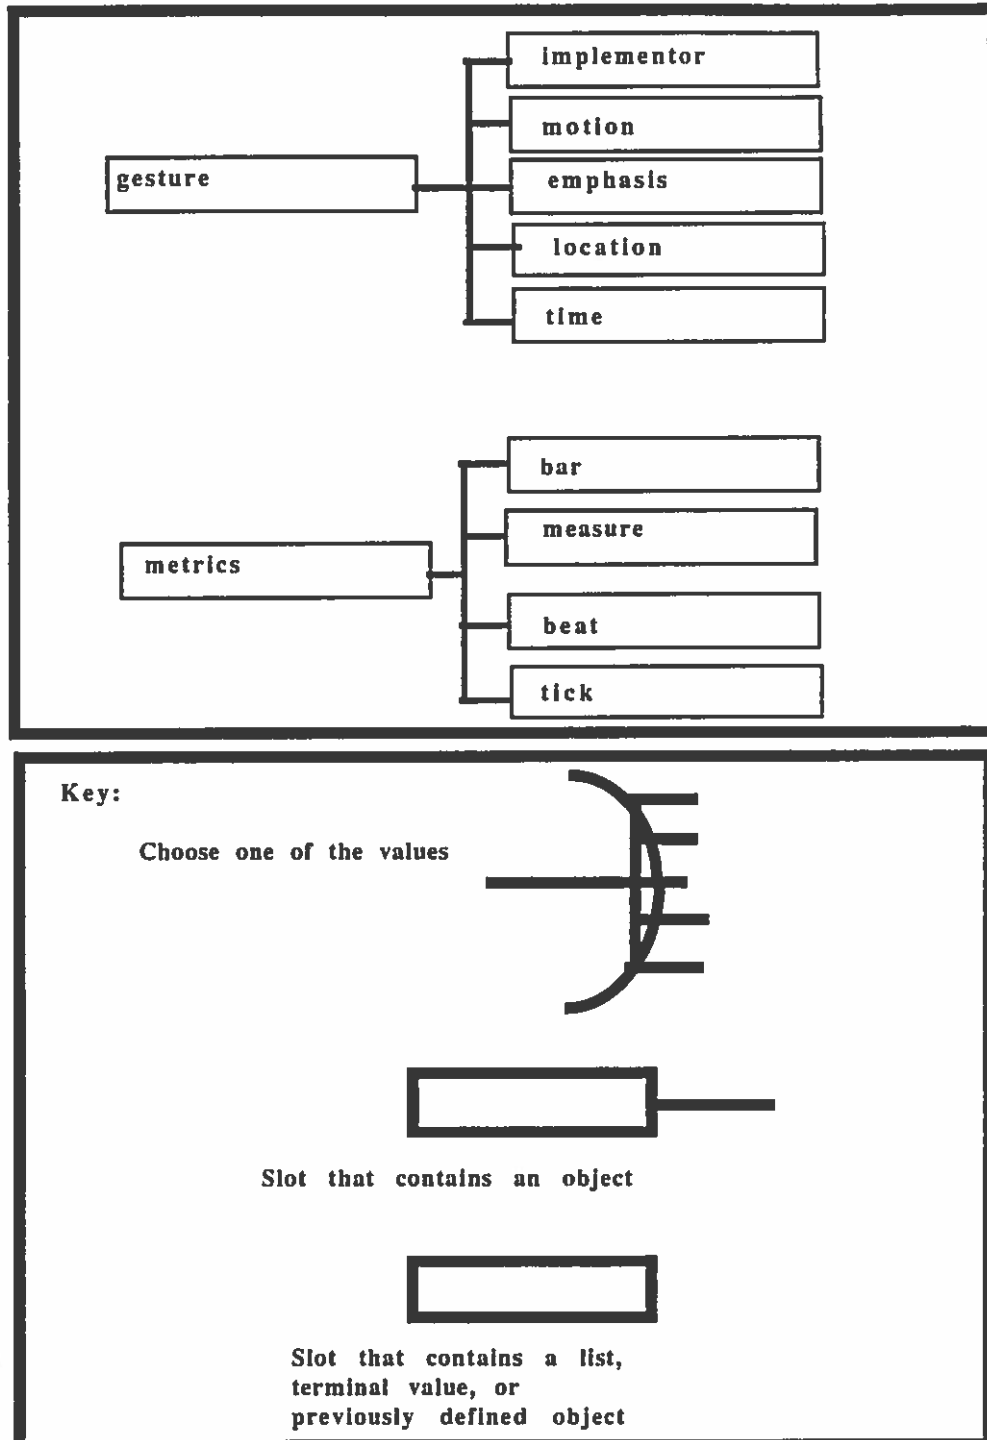 implementor
motion
gesture
emphasis
location
time
bar
measure
metrics
beat
tick
Key:
Choose one of the values
Slot that contains an object
Slot that contains a list,
terminal value, or
previously defined object